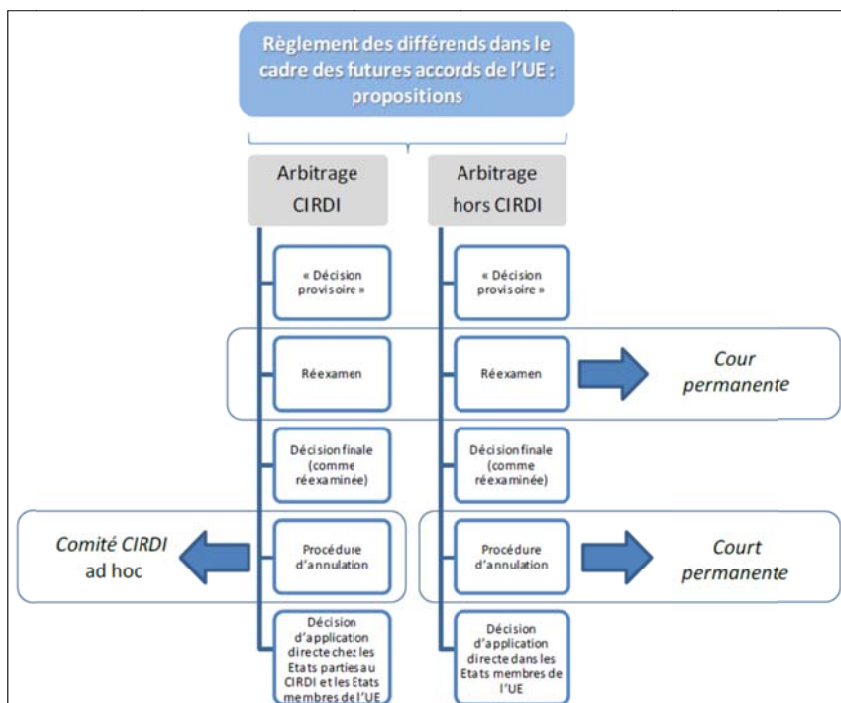 Règlement des différends dans le
cadre des futures accords de l'UE :
propositions
Arbitrage
CIRDI
Arbitrage
hors CIRDI
« Décision
provisoire »
« Décision
provisoire »
Réexamen
Réexamen
Cour
permanente
Décision finale
(comme
réexaminée)
Décision finale
(comme
réexaminée)
Comité CIRDI
ad hoc
Procédure
d'annulation
Procédure
d'annulation
Court
permanente
Décision
d'application
directe chez les
Etats parties au
CIRDI et les Etats
membres de l'UE
Décision
d'application
directe dans les
Etats membres de
l'UE